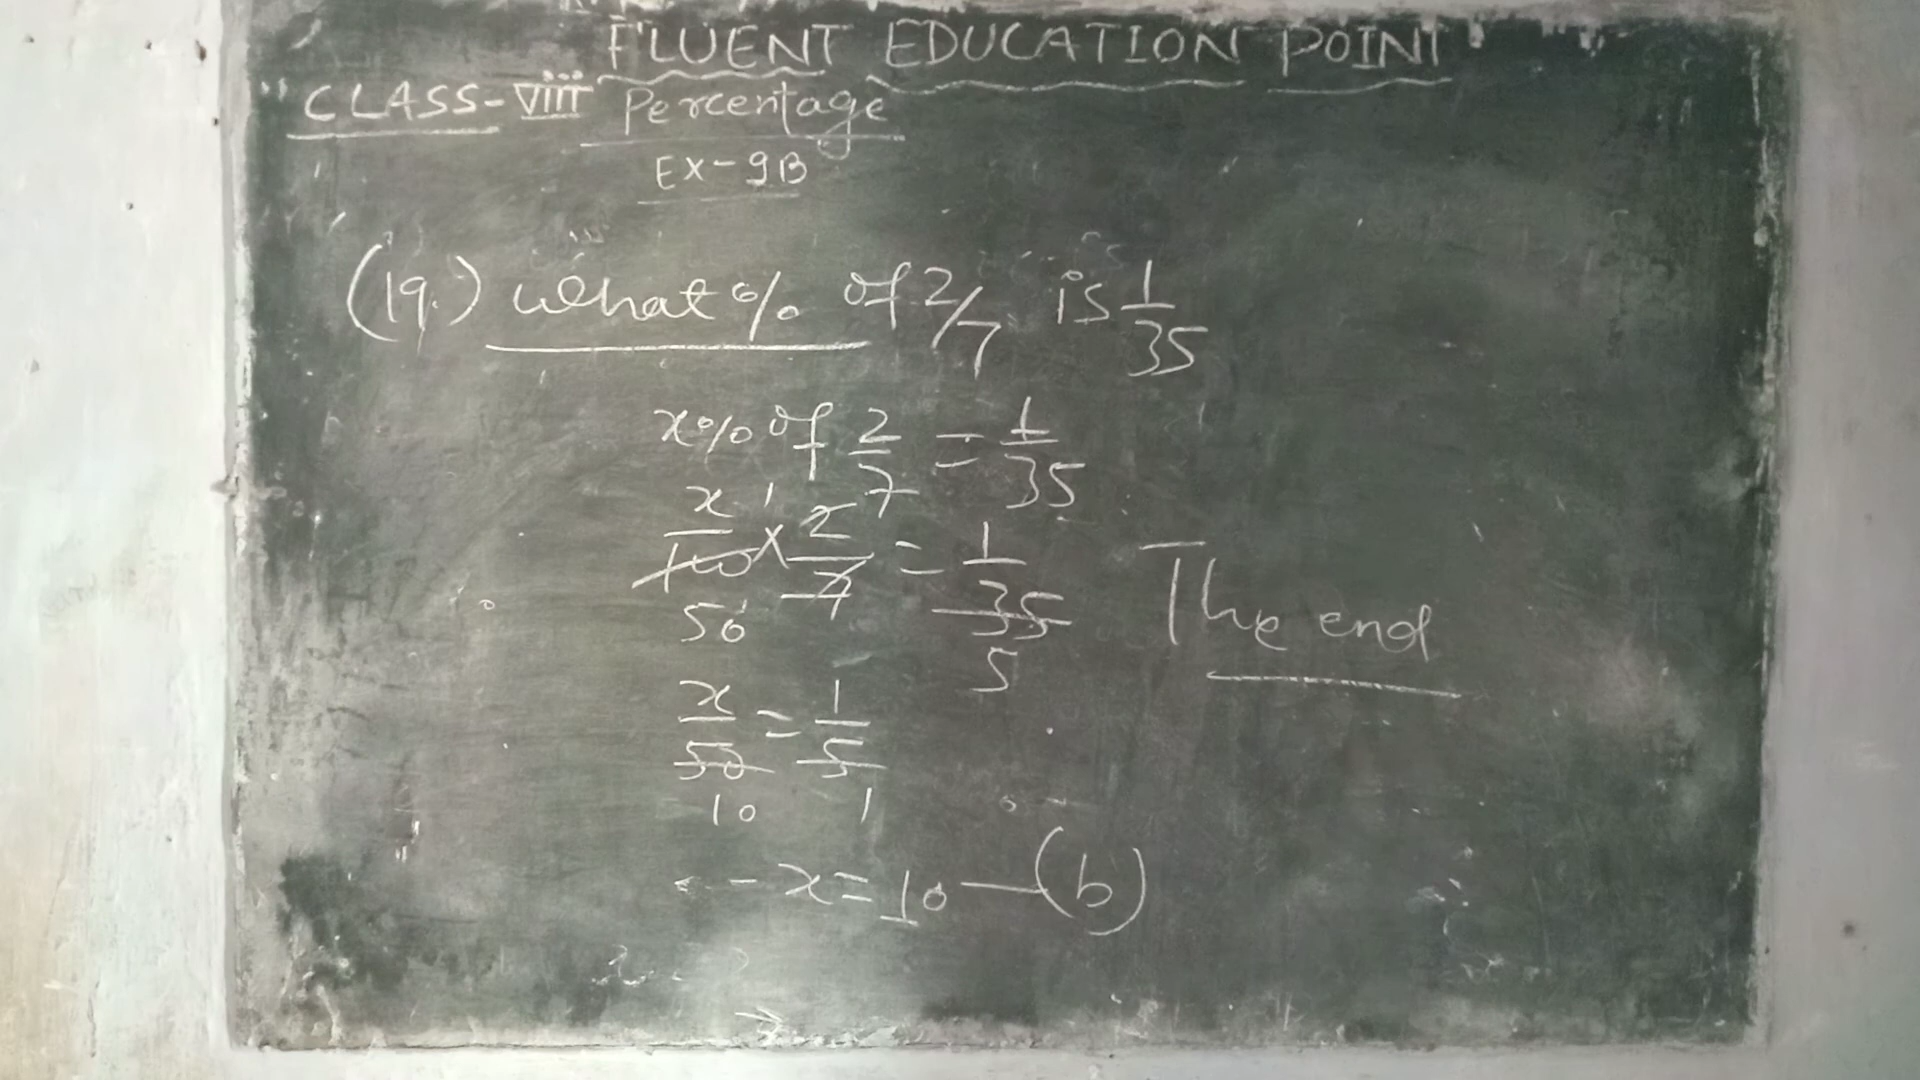 FLUENT EDUCATION POINT
CLASS-VIII Percentage
EX-9B
(19.) what % of 2/7 is 1/35
x% of 2/7 = 1/35
x/100 × 2/7 = 1/35
50 1 5
x/50 = 1/5
10 1
The end
x = 10 — (b)